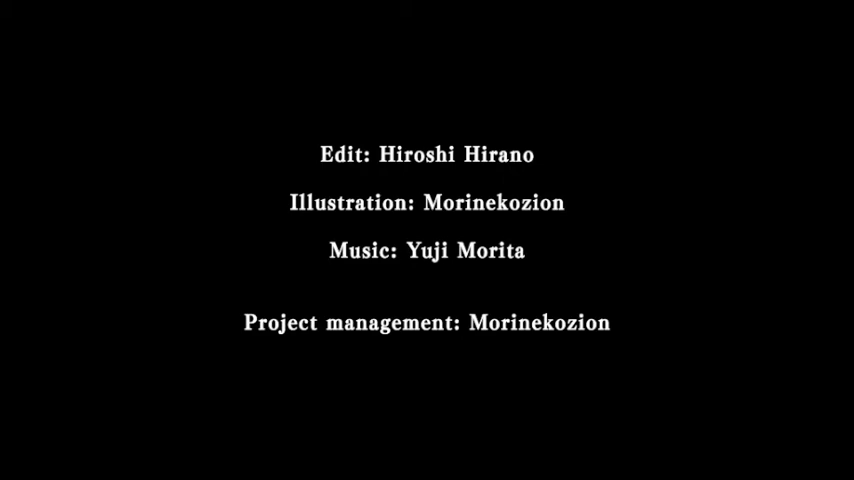 Edit: Hiroshi Hirano
Illustration: Morinekozion
Music: Yuji Morita
Project management: Morinekozion